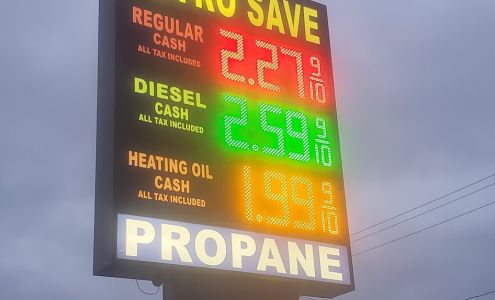 RO SAVE
REGULAR
CASH
ALL TAX INCLUDED
2.27 9/10
DIESEL
CASH
ALL TAX INCLUDED
2.59 9/10
HEATING OIL
CASH
ALL TAX INCLUDED
1.99 9/10
PROPANE